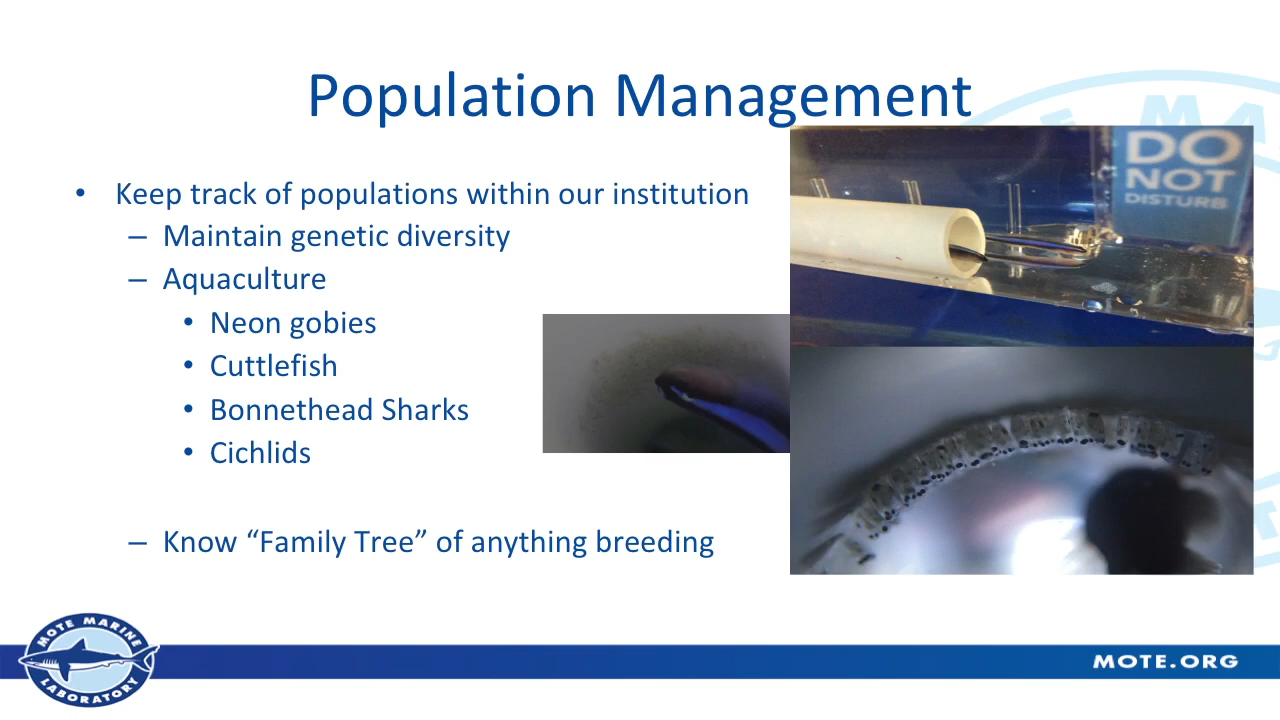 Population Management
• Keep track of populations within our institution
– Maintain genetic diversity
– Aquaculture
• Neon gobies
• Cuttlefish
• Bonnethead Sharks
• Cichlids
– Know “Family Tree” of anything breeding
DO
NOT
DISTURB
MOTE MARINE
LABORATORY
MOTE.ORG